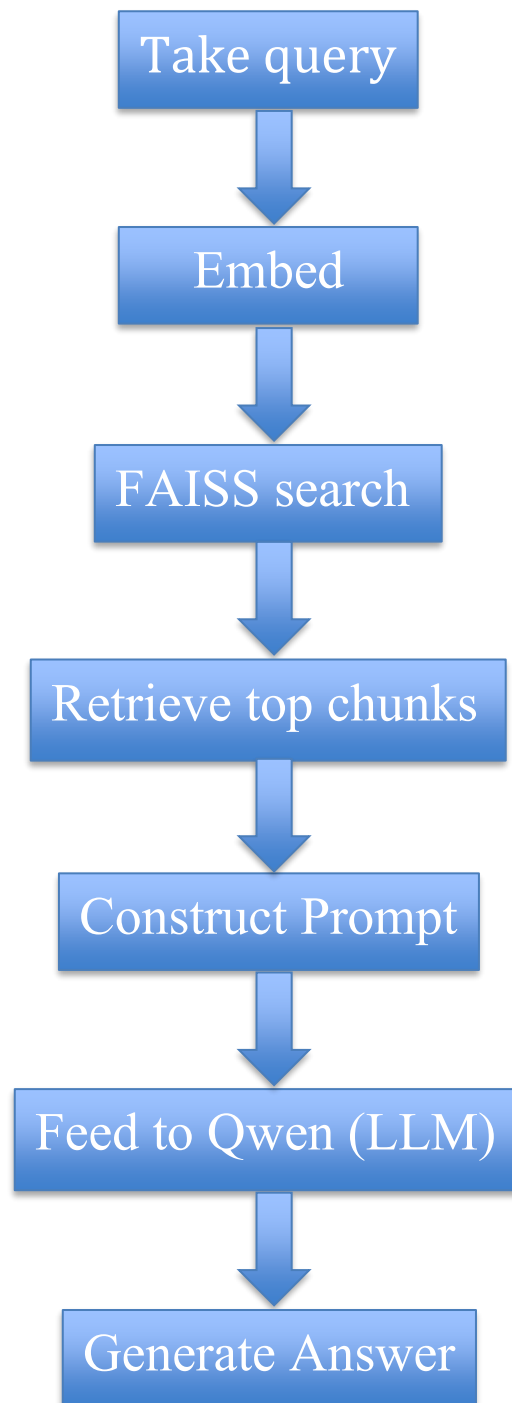 Take query
Embed
FAISS search
Retrieve top chunks
Construct Prompt
Feed to Qwen (LLM)
Generate Answer